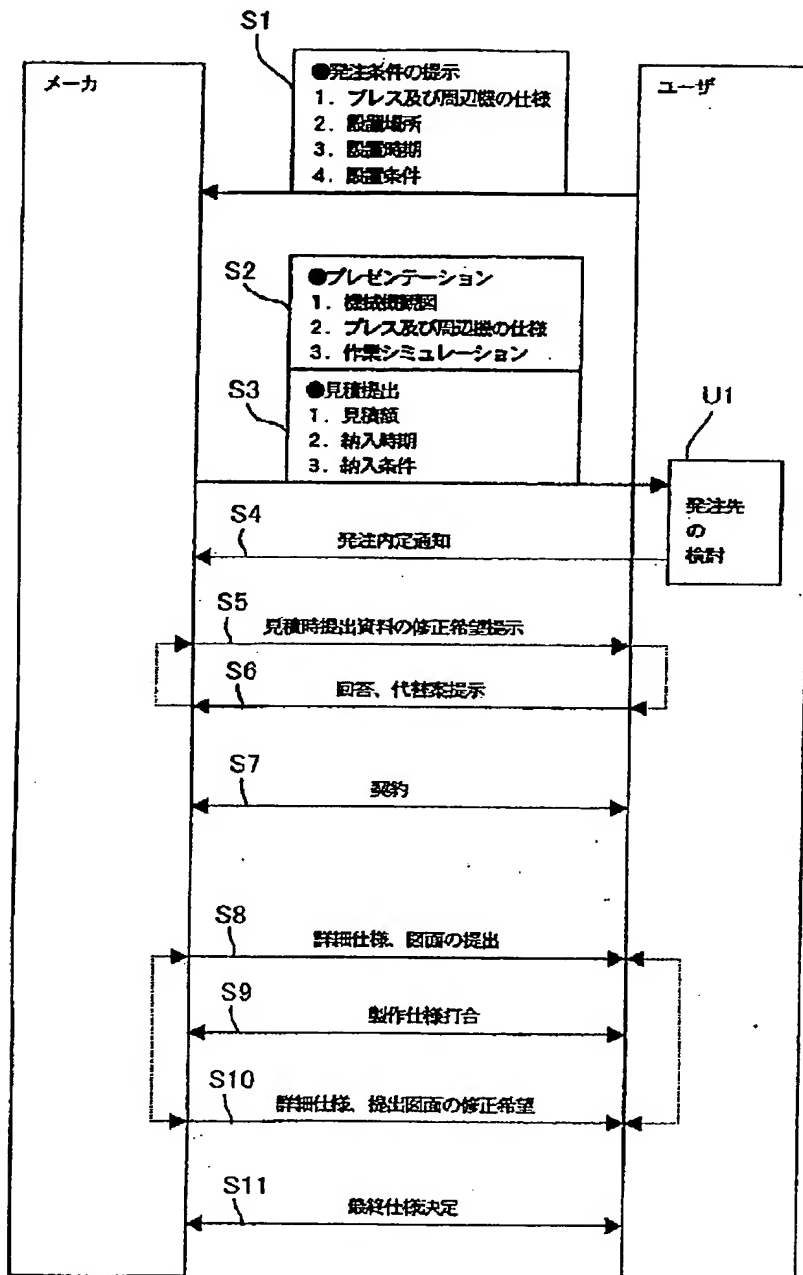 S1
メーカ
ユーザ
●発注条件の提示
1. プレス及び周辺機の仕様
2. 設置場所
3. 設置時期
4. 設置条件
S2
●プレゼンテーション
1. 機械概観図
2. プレス及び周辺機の仕様
3. 作業シミュレーション
S3
●見積提出
1. 見積額
2. 納入時期
3. 納入条件
U1
発注先
の
検討
S4
発注内定通知
S5
見積時提出資料の修正希望提示
S6
回答、代替案提示
S7
契約
S8
詳細仕様、図面の提出
S9
製作仕様打合
S10
詳細仕様、提出図面の修正希望
S11
最終仕様決定